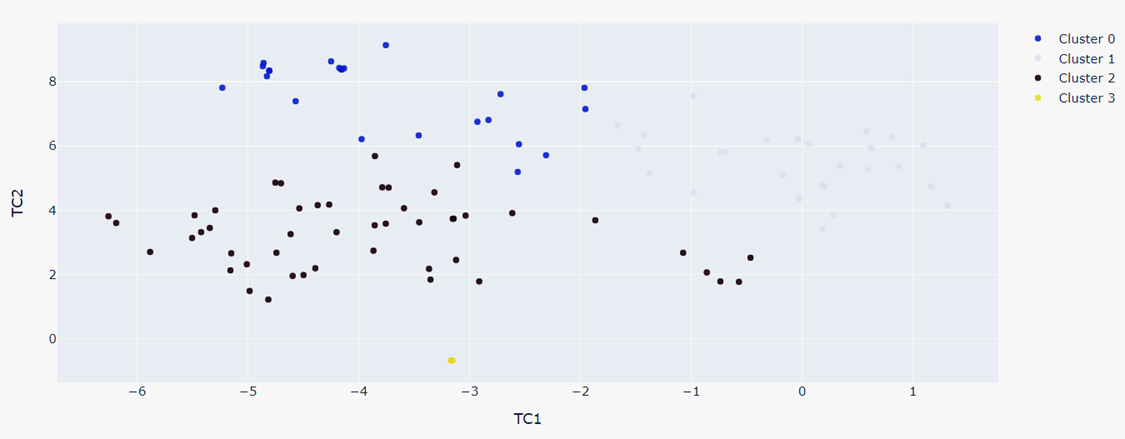 Cluster 0
Cluster 1
Cluster 2
Cluster 3
8
6
4
2
0
TC2
−6 −5 −4 −3 −2 −1 0 1
TC1